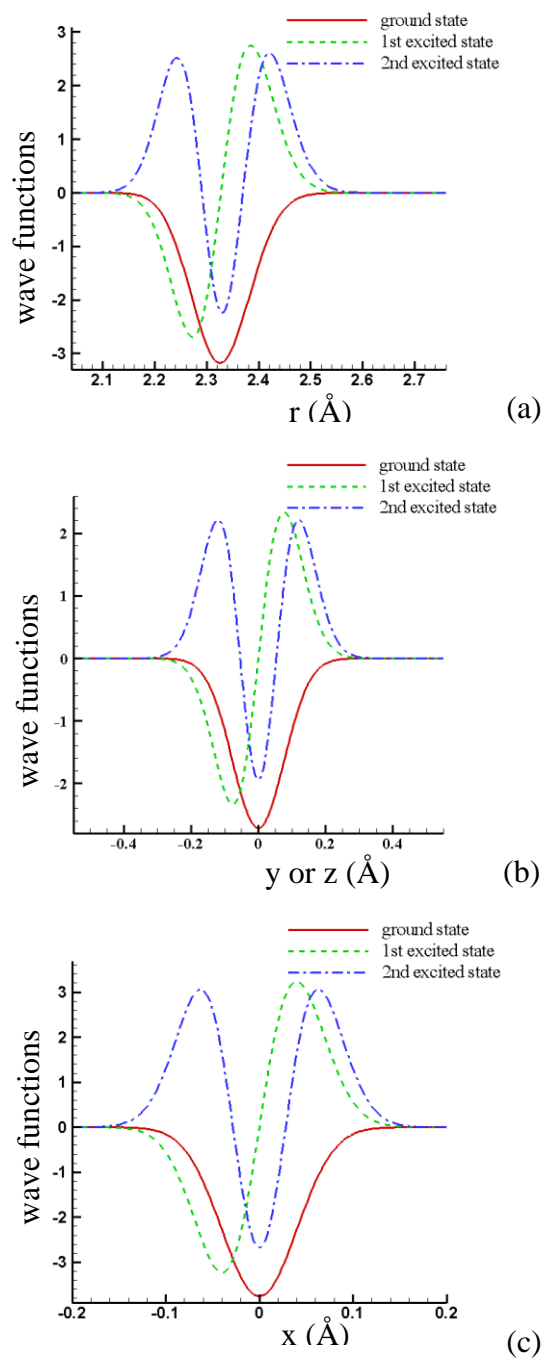 ground state
1st excited state
2nd excited state
wave functions
3
2
1
0
-1
-2
-3
2.1 2.2 2.3 2.4 2.5 2.6 2.7
r (Å)
(a)
ground state
1st excited state
2nd excited state
wave functions
2
1
0
-1
-2
-0.4 -0.2 0 0.2 0.4
y or z (Å)
(b)
ground state
1st excited state
2nd excited state
wave functions
3
2
1
0
-1
-2
-3
-0.2 -0.1 0 0.1 0.2
x (Å)
(c)